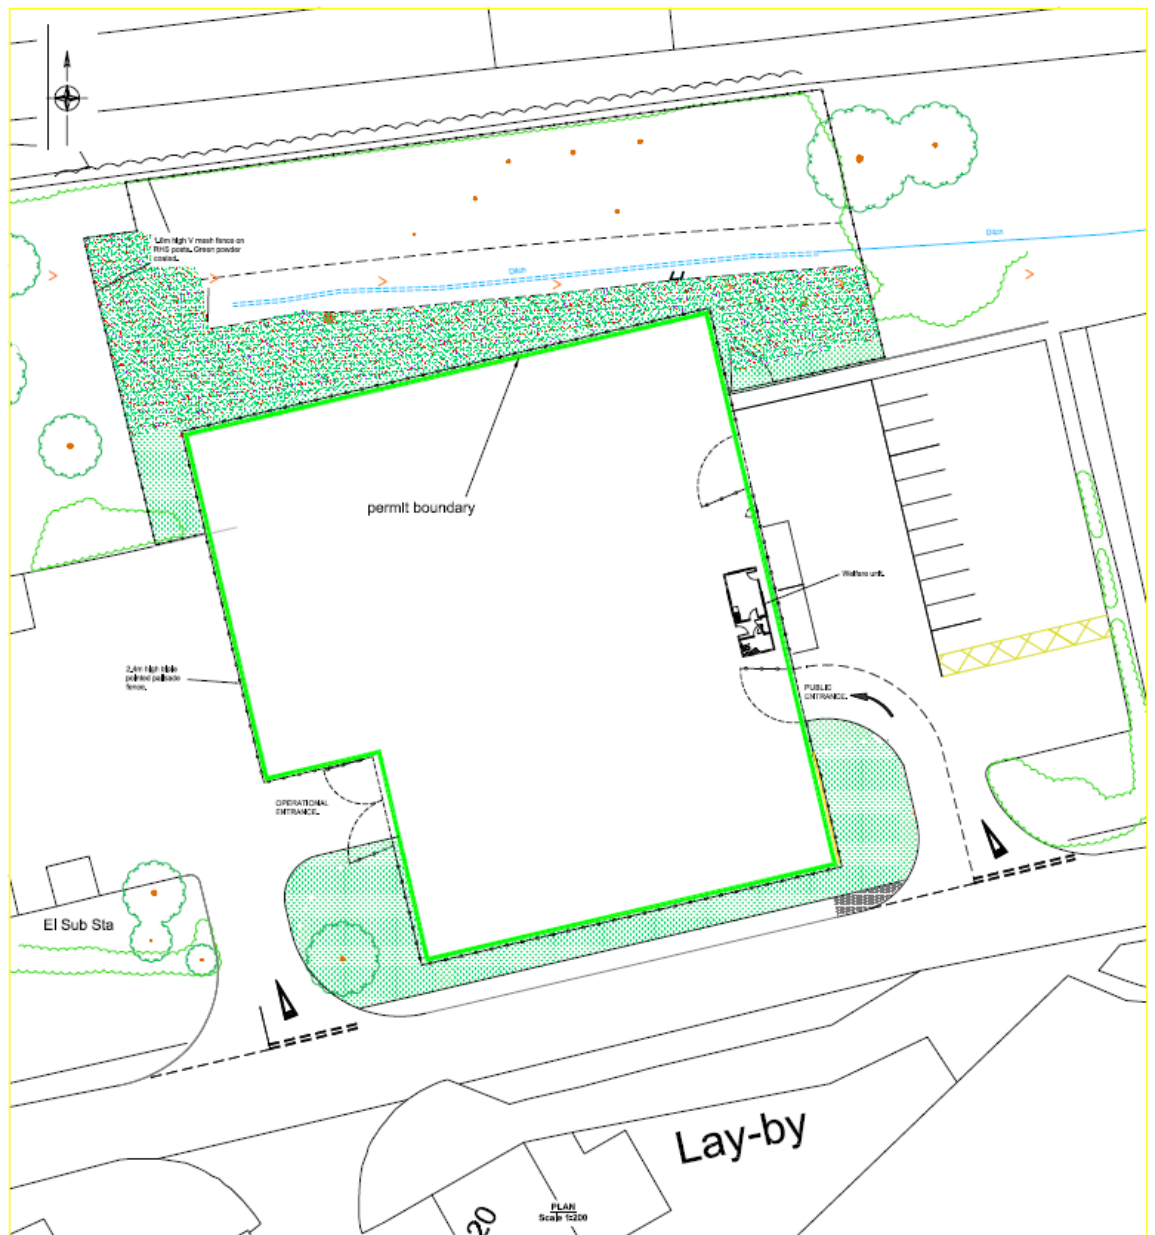 1.8m high V mesh fence on
RHS posts. Green powder
coated.
Ditch
Ditch
permit boundary
Welfare unit.
2.4m high triple
pointed palisade
fence.
PUBLIC
ENTRANCE.
OPERATIONAL
ENTRANCE.
El Sub Sta
Lay-by
20
PLAN
Scale 1:200